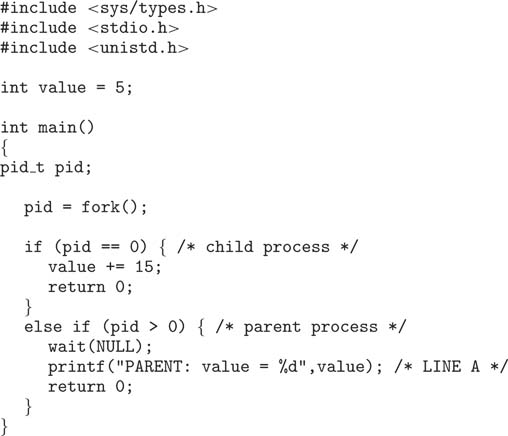 #include <sys/types.h>
#include <stdio.h>
#include <unistd.h>

int value = 5;

int main()
{
pid_t pid;

   pid = fork();

   if (pid == 0) { /* child process */
      value += 15;
      return 0;
   }
   else if (pid > 0) { /* parent process */
      wait(NULL);
      printf("PARENT: value = %d",value); /* LINE A */
      return 0;
   }
}